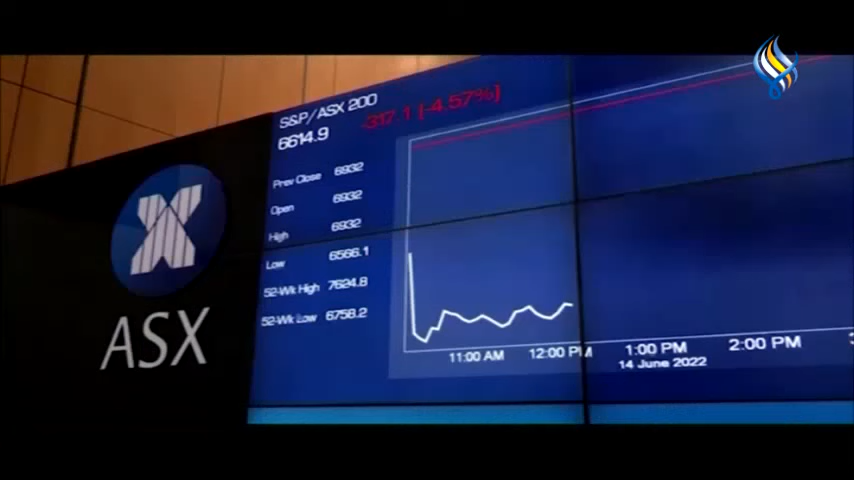 ASX
S&P/ASX 200
6614.9 -317.1 [-4.57%]
Prev Close 6932
Open 6932
High 6932
Low 6566.1
52-Wk High 7624.8
52-Wk Low 6758.2
11:00 AM 12:00 PM 1:00 PM 2:00 PM
14 June 2022